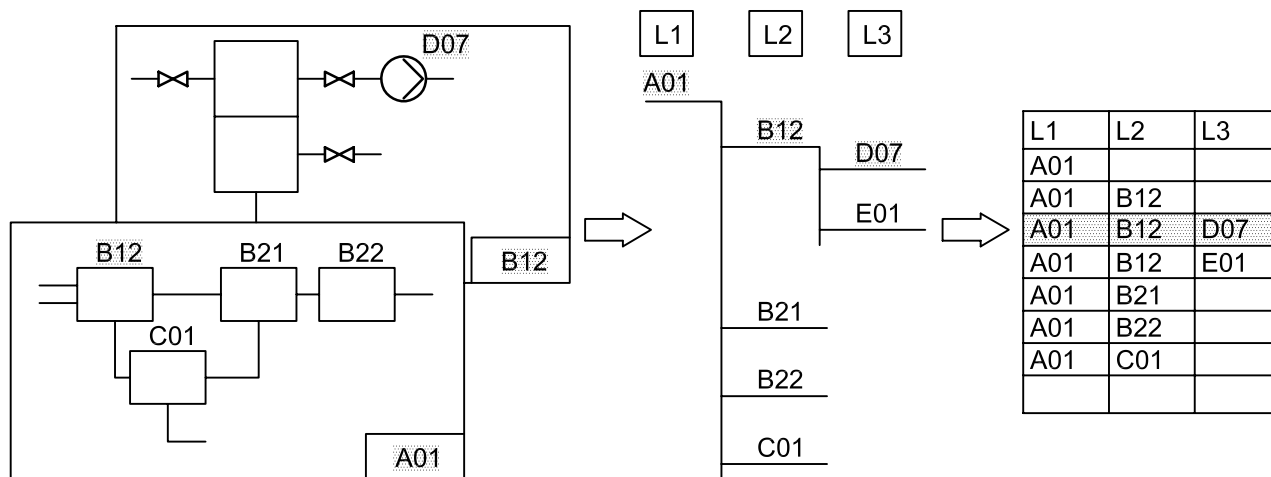 D07
B12
B12
B21
B22
C01
A01
L1
L2
L3
A01
B12
D07
E01
B21
B22
C01
L1 L2 L3
A01
A01 B12
A01 B12 D07
A01 B12 E01
A01 B21
A01 B22
A01 C01